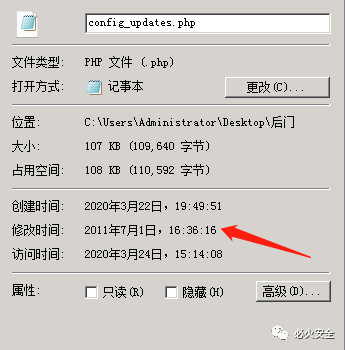 config_updates.php
文件类型: PHP 文件 (.php)
打开方式: 记事本 更改(C)...
位置: C:\Users\Administrator\Desktop\后门
大小: 107 KB (109,640 字节)
占用空间: 108 KB (110,592 字节)
创建时间: 2020年3月22日，19:49:51
修改时间: 2011年7月1日，16:36:16
访问时间: 2020年3月24日，15:14:08
属性: 只读(R) 隐藏(H) 高级(D)...
必火安全